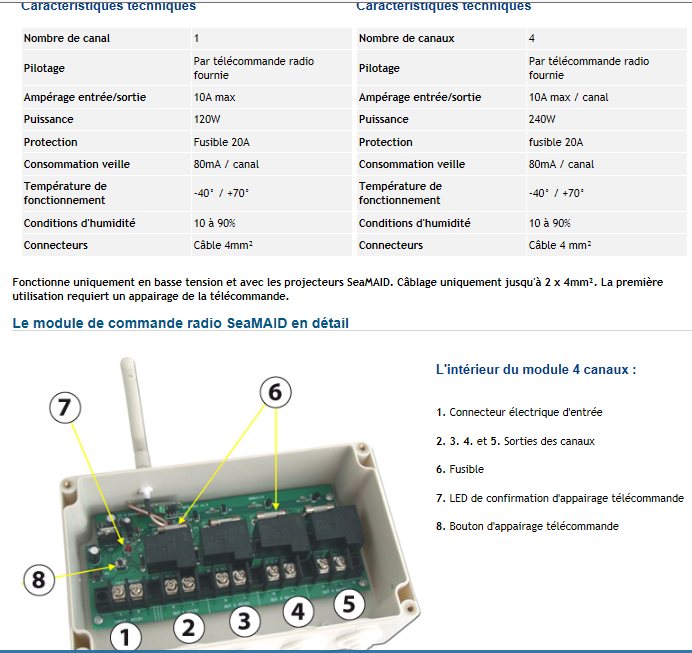 Caractéristiques techniques
Nombre de canal 1
Pilotage Par télécommande radio
fournie
Ampérage entrée/sortie 10A max
Puissance 120W
Protection Fusible 20A
Consommation veille 80mA / canal
Température de
fonctionnement -40° / +70°
Conditions d'humidité 10 à 90%
Connecteurs Câble 4mm²
Caractéristiques techniques
Nombre de canaux 4
Pilotage Par télécommande radio
fournie
Ampérage entrée/sortie 10A max / canal
Puissance 240W
Protection fusible 20A
Consommation veille 80mA / canal
Température de
fonctionnement -40° / +70°
Conditions d'humidité 10 à 90%
Connecteurs Câble 4 mm²
Fonctionne uniquement en basse tension et avec les projecteurs SeaMAID. Câblage uniquement jusqu'à 2 x 4mm². La première
utilisation requiert un appairage de la télécommande.
Le module de commande radio SeaMAID en détail
7
6
8
1
2
3
4
5
L'intérieur du module 4 canaux :
1. Connecteur électrique d'entrée
2. 3. 4. et 5. Sorties des canaux
6. Fusible
7. LED de confirmation d'appairage télécommande
8. Bouton d'appairage télécommande